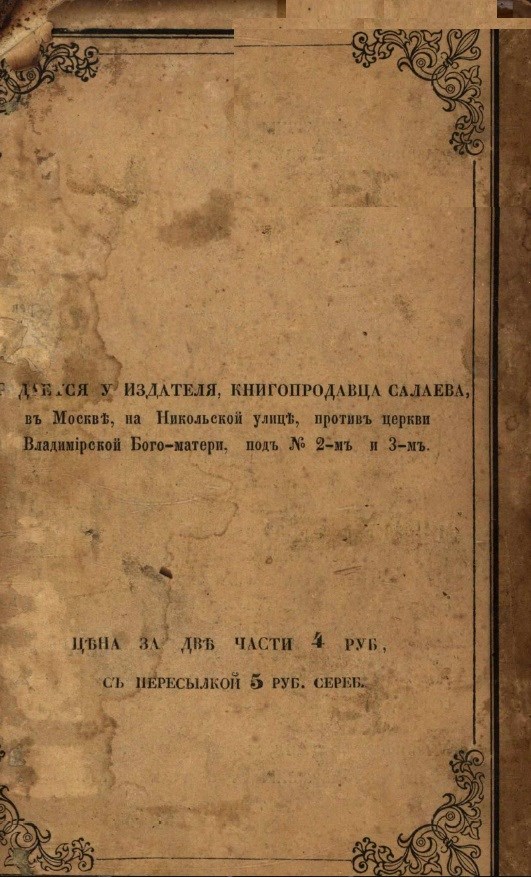 У ИЗДАТЕЛЯ, КНИГОПРОДАВЦА САЛАЕВА,
въ Москвѣ, на Никольской улицѣ, противъ церкви
Владимірской Бого-матери, подъ № 2-мъ и 3-мъ.
ЦѢНА ЗА ДВѢ ЧАСТИ 4 РУБ,
СЪ ПЕРЕСЫЛКОЙ 5 РУБ. СЕРЕБ.